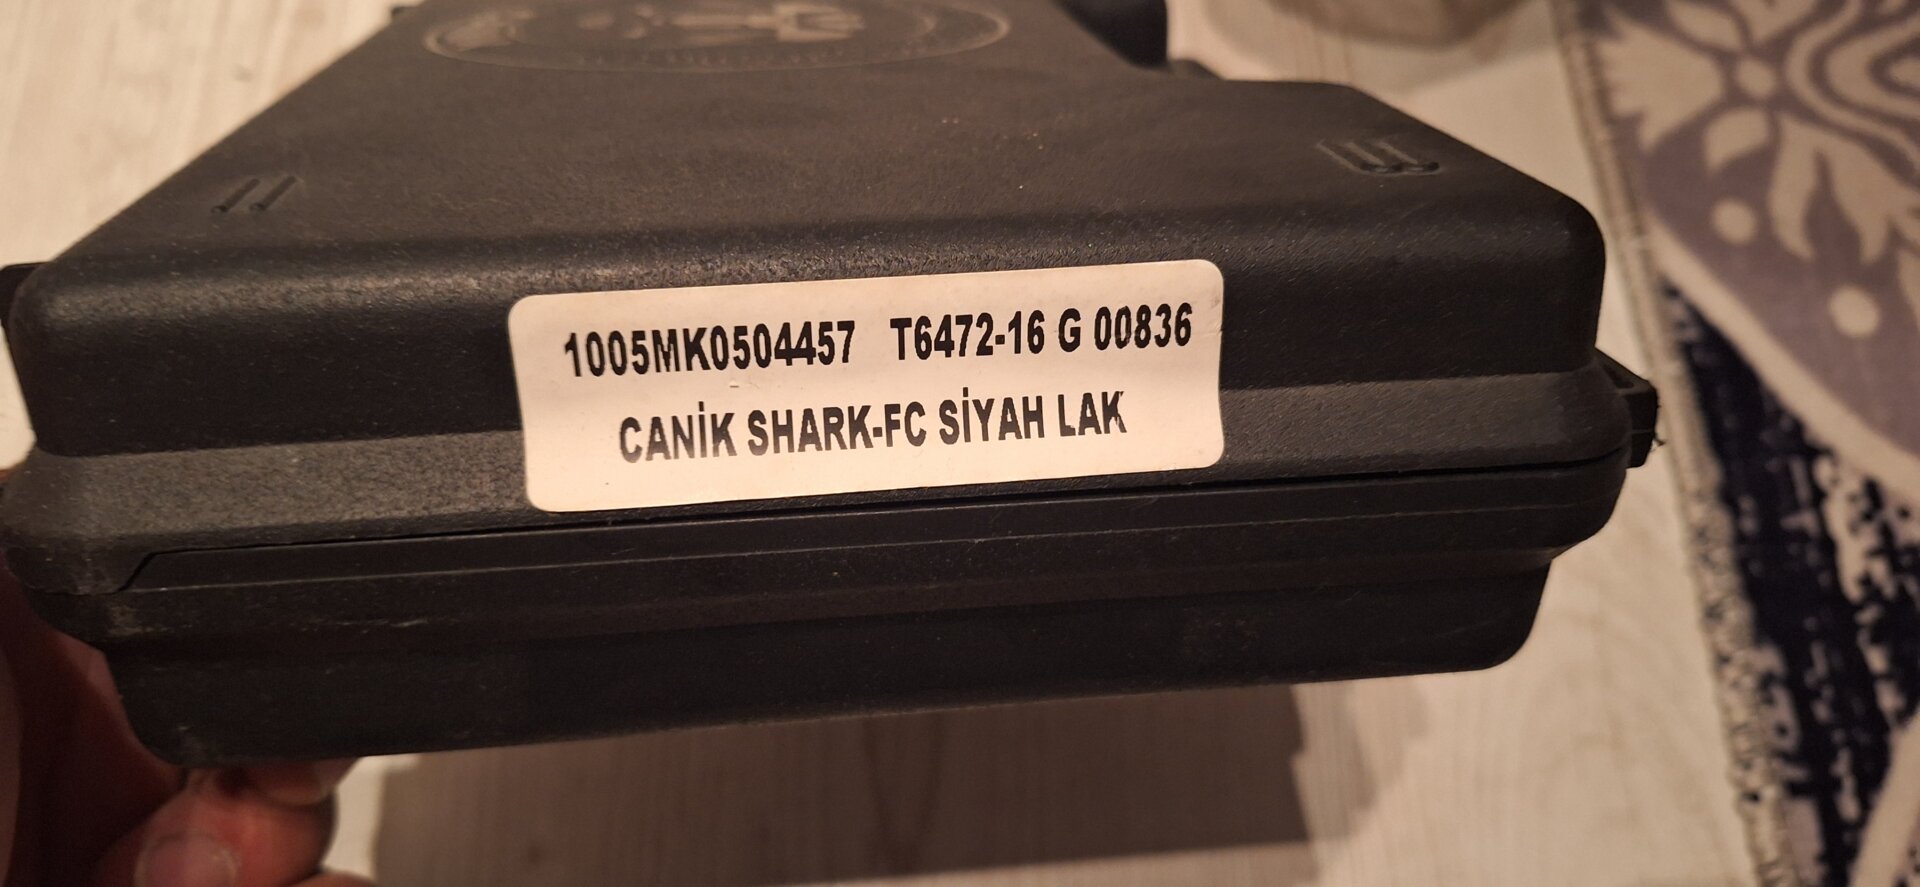 1005MK0504457 T6472-16 G 00836
CANİK SHARK-FC SİYAH LAK